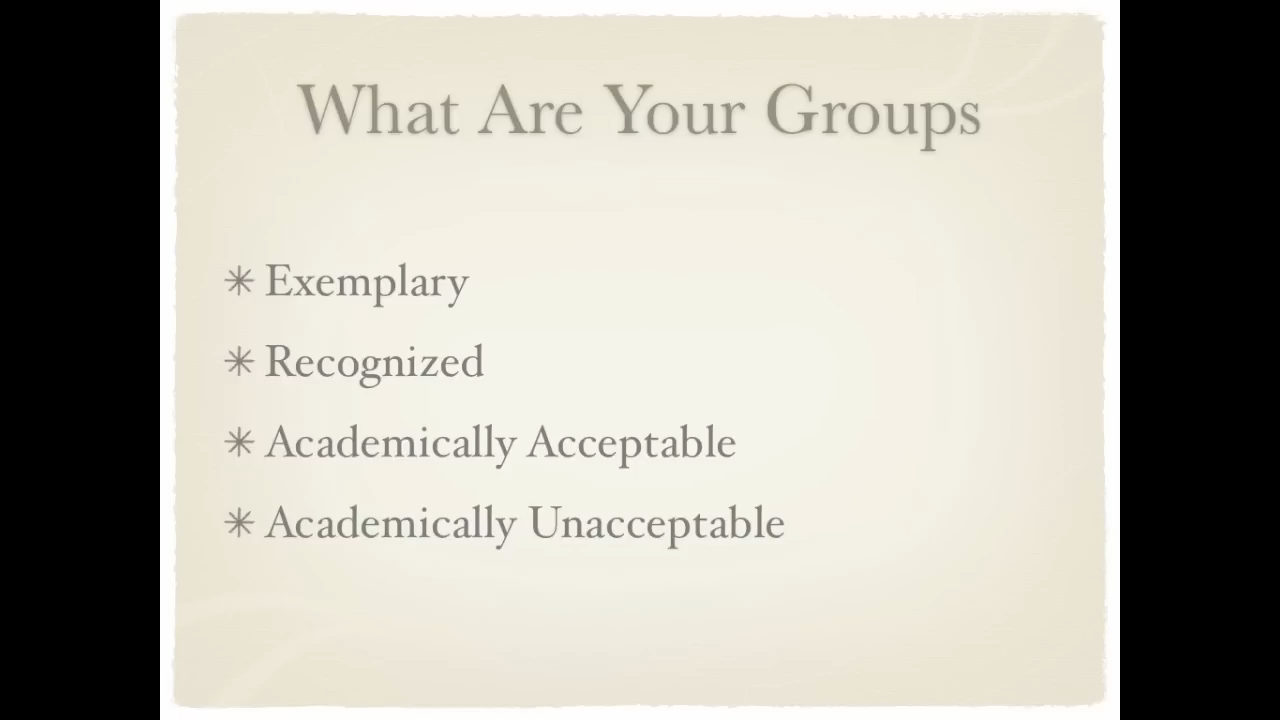 What Are Your Groups
✳ Exemplary
✳ Recognized
✳ Academically Acceptable
✳ Academically Unacceptable